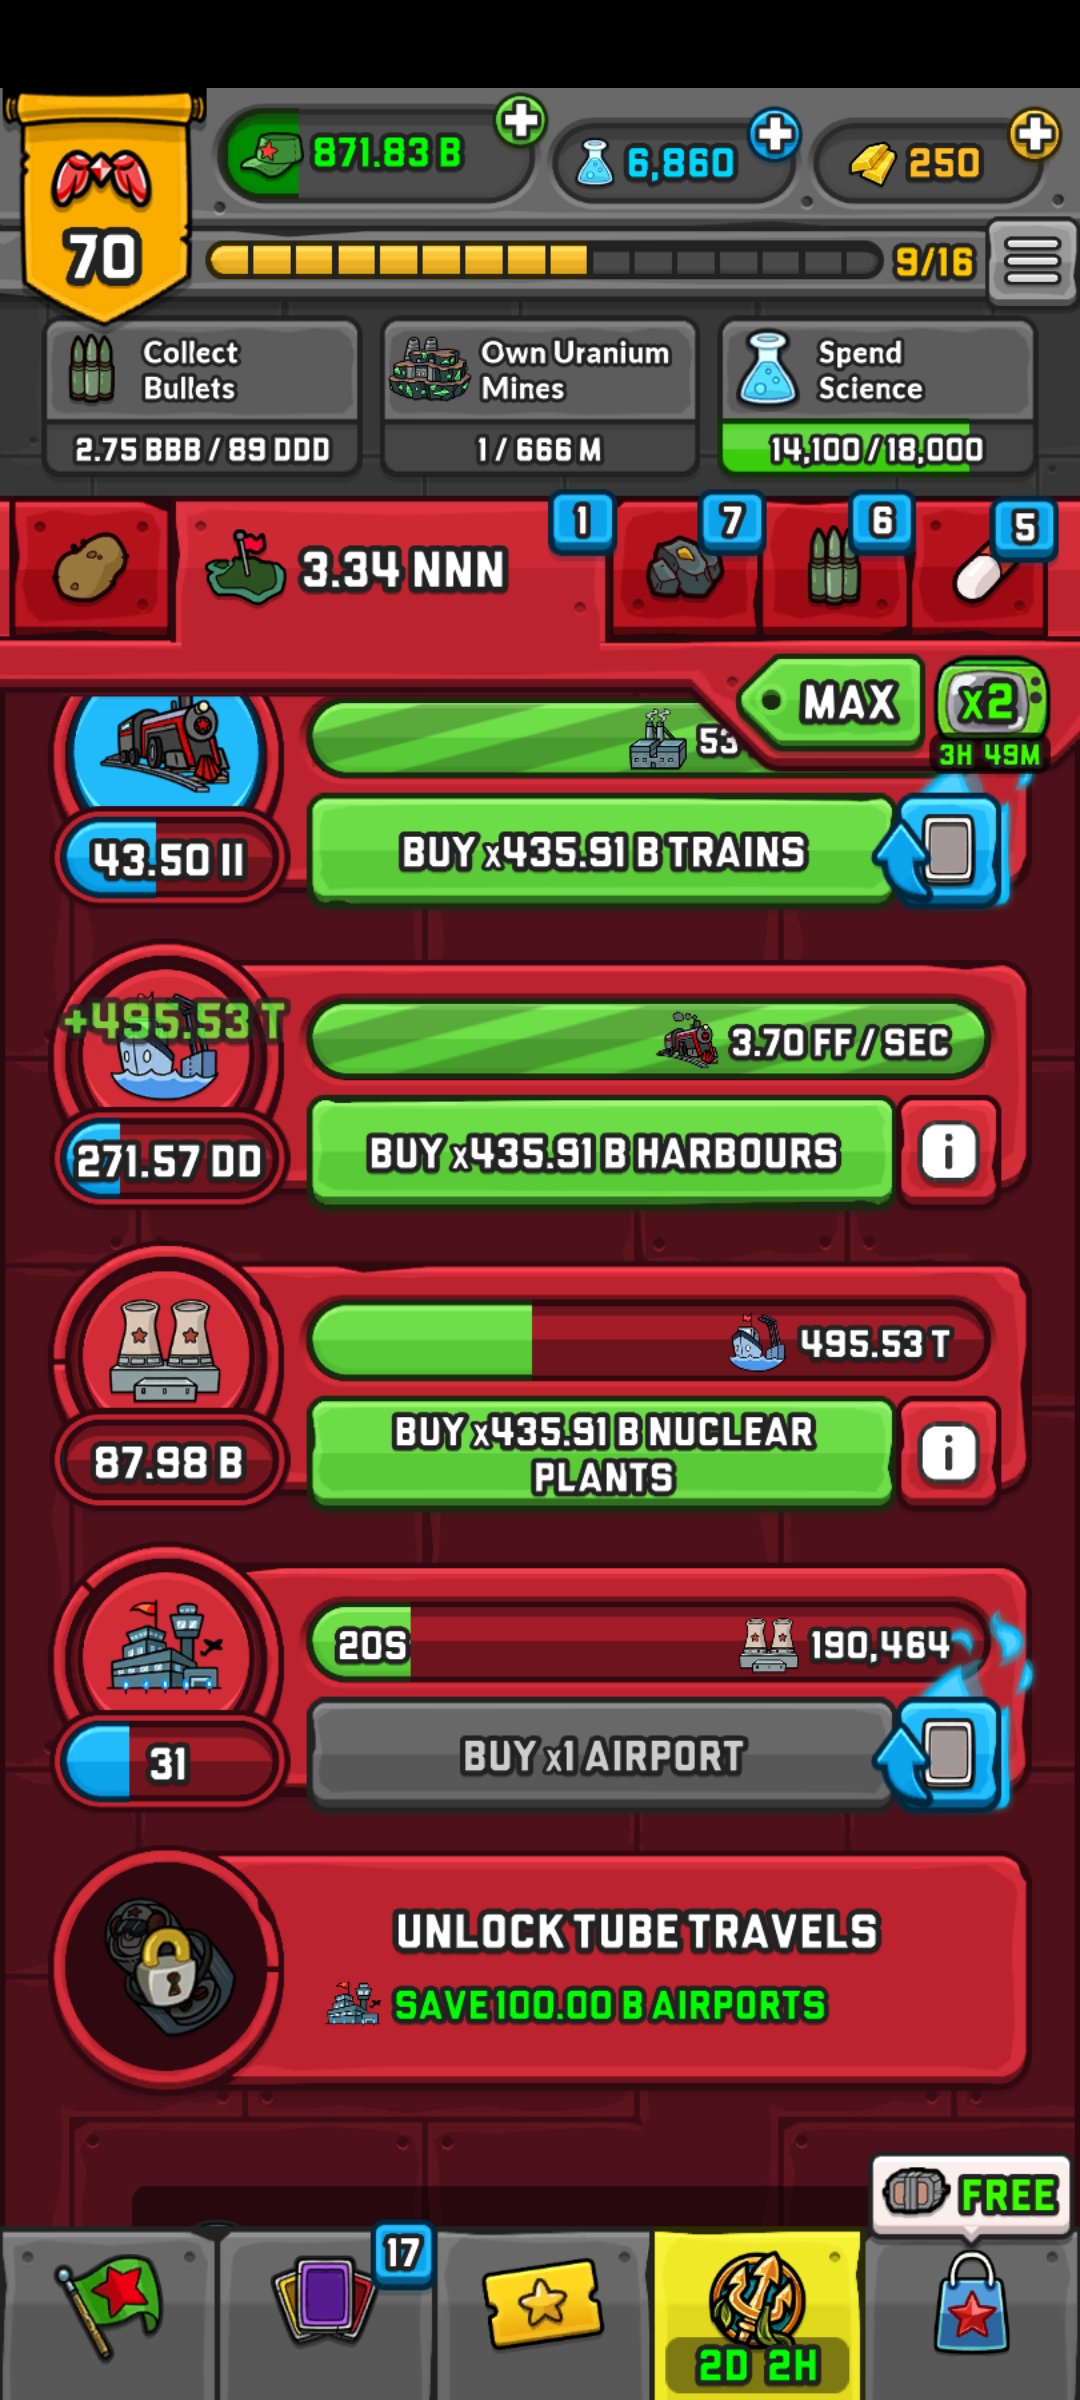 871.83 B
6,860
250
70
9/16
Collect
Bullets
Own Uranium
Mines
Spend
Science
2.75 BBB / 89 DDD
1 / 666 M
14,100 / 18,000
3.34 NNN
1
7
6
5
MAX
x2
3H 49M
53
43.50 II
BUY x435.91 B TRAINS
+495.53 T
3.70 FF / SEC
271.57 DD
BUY x435.91 B HARBOURS
i
495.53 T
87.98 B
BUY x435.91 B NUCLEAR
PLANTS
i
20S
190,464
31
BUY x1 AIRPORT
UNLOCK TUBE TRAVELS
SAVE 100.00 B AIRPORTS
FREE
17
2D 2H